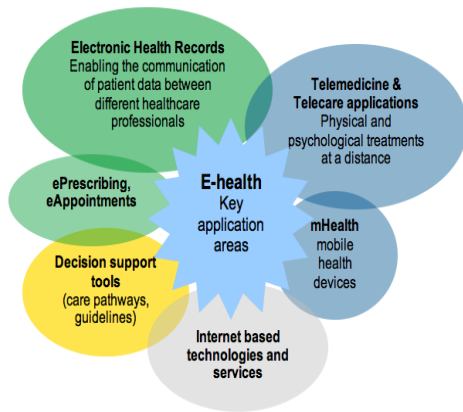 Electronic Health Records
Enabling the communication
of patient data between
different healthcare
professionals
Telemedicine &
Telecare applications
Physical and
psychological treatments
at a distance
E-health
Key
application
areas
ePrescribing,
eAppointments
mHealth
mobile
health
devices
Decision support
tools
(care pathways,
guidelines)
Internet based
technologies and
services